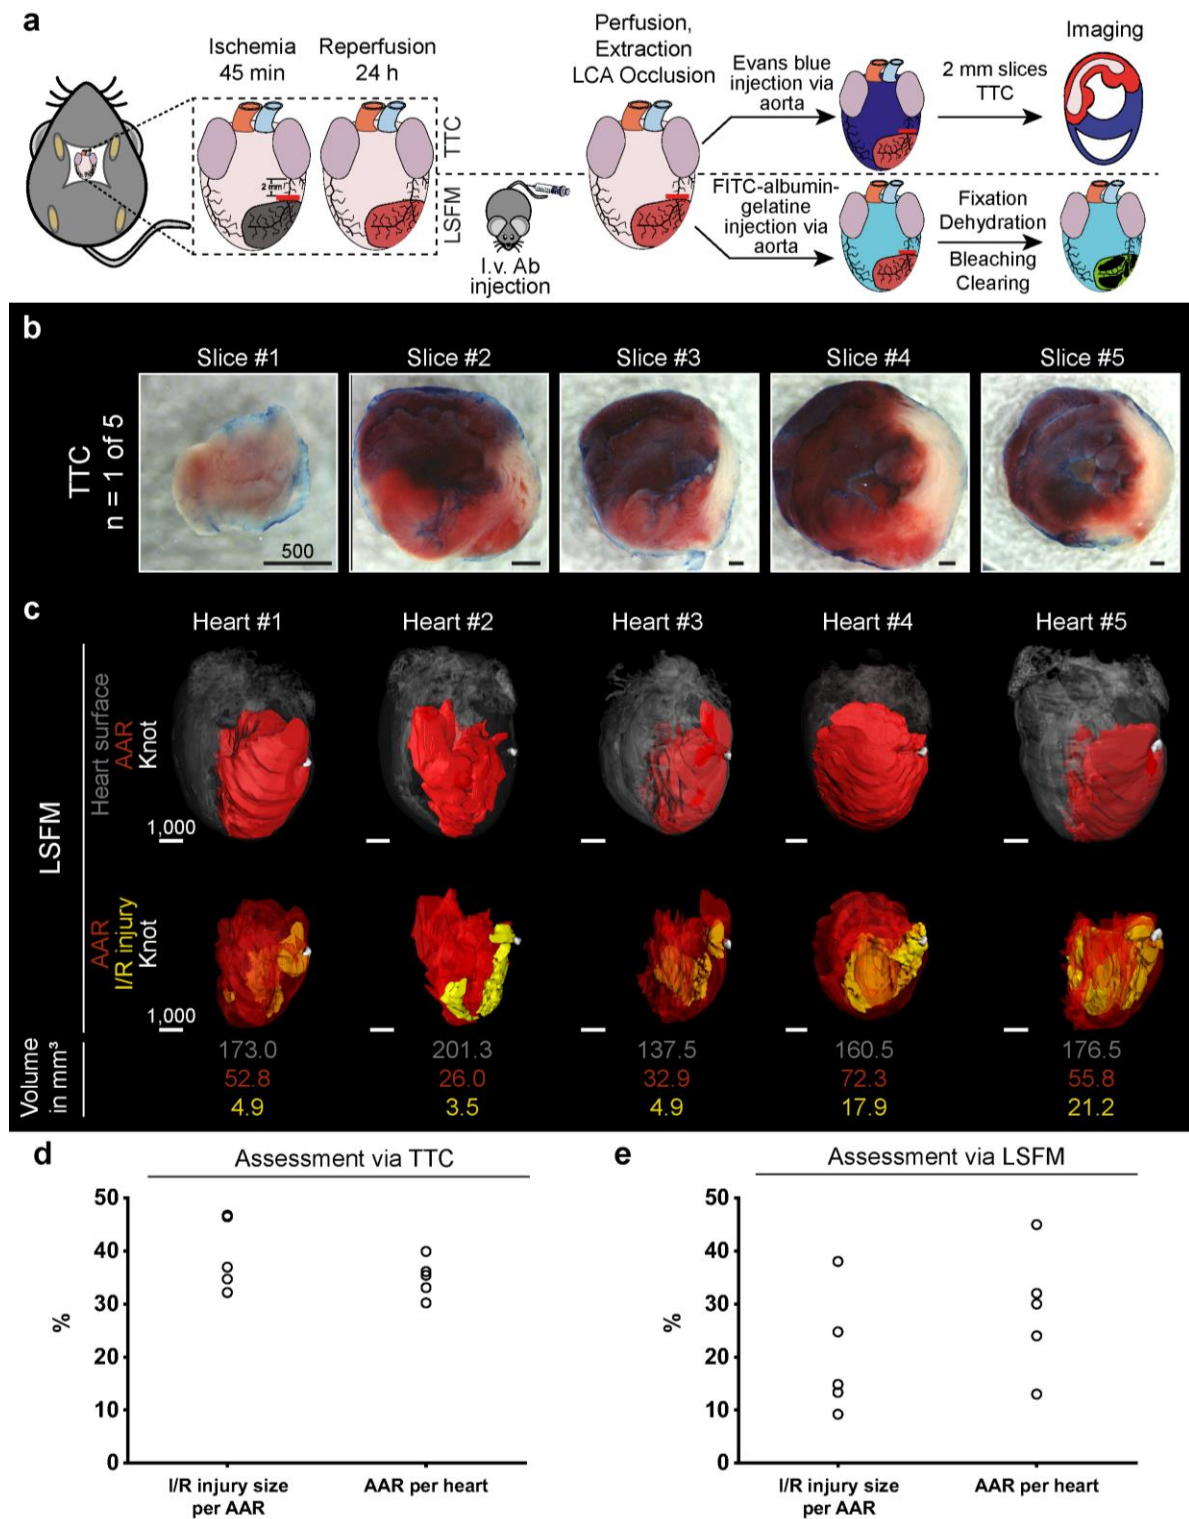 a
Ischemia
45 min
Reperfusion
24 h
2 mm
TTC
LSFM
I.v. Ab
injection
Perfusion,
Extraction
LCA Occlusion
Evans blue
injection via
aorta
2 mm slices
TTC
Imaging
FITC-albumin-
gelatine
injection via
aorta
Fixation
Dehydration
Bleaching
Clearing
b
Slice #1
Slice #2
Slice #3
Slice #4
Slice #5
TTC
n = 1 of 5
500
c
Heart #1
Heart #2
Heart #3
Heart #4
Heart #5
LSFM
Heart surface
AAR
Knot
1,000
AAR
I/R injury
Knot
1,000
Volume
in mm³
173.0 201.3 137.5 160.5 176.5
52.8 26.0 32.9 72.3 55.8
4.9 3.5 4.9 17.9 21.2
d
Assessment via TTC
%
50
40
30
20
10
0
I/R injury size
per AAR
AAR per heart
e
Assessment via LSFM
%
50
40
30
20
10
0
I/R injury size
per AAR
AAR per heart